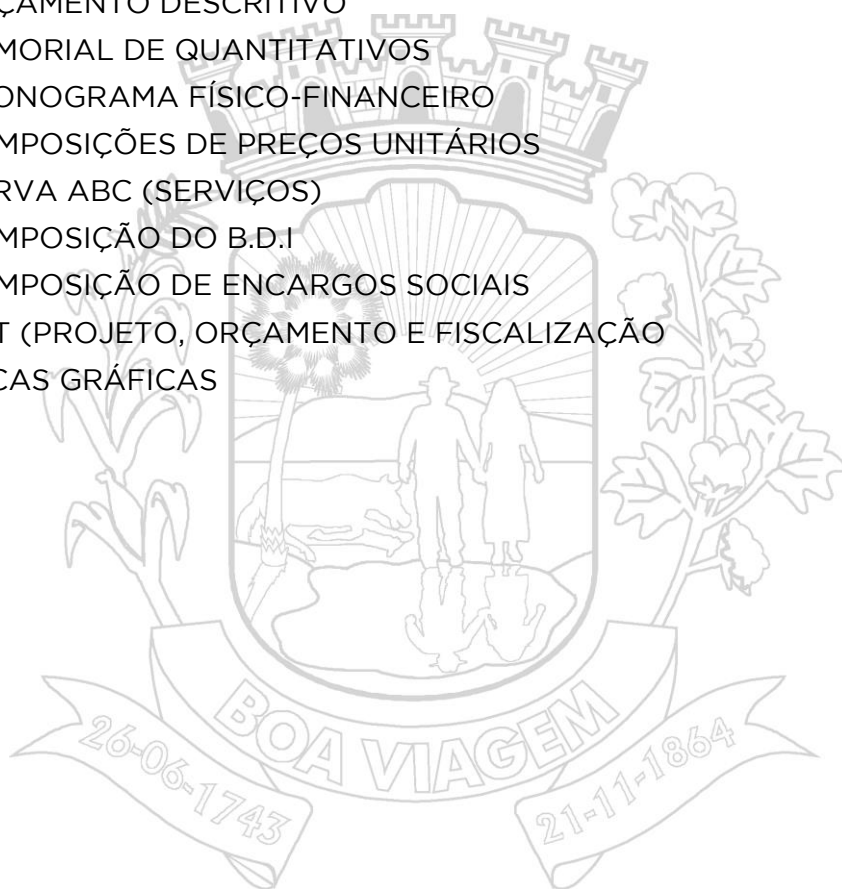 ÇAMENTO DESCRITIVO
MORIAL DE QUANTITATIVOS
ONOGRAMA FÍSICO-FINANCEIRO
MPOSIÇÕES DE PREÇOS UNITÁRIOS
RVA ABC (SERVIÇOS)
MPOSIÇÃO DO B.D.I
MPOSIÇÃO DE ENCARGOS SOCIAIS
T (PROJETO, ORÇAMENTO E FISCALIZAÇÃO
CAS GRÁFICAS
BOA VIAGEM
26-06-1743
21-11-1864